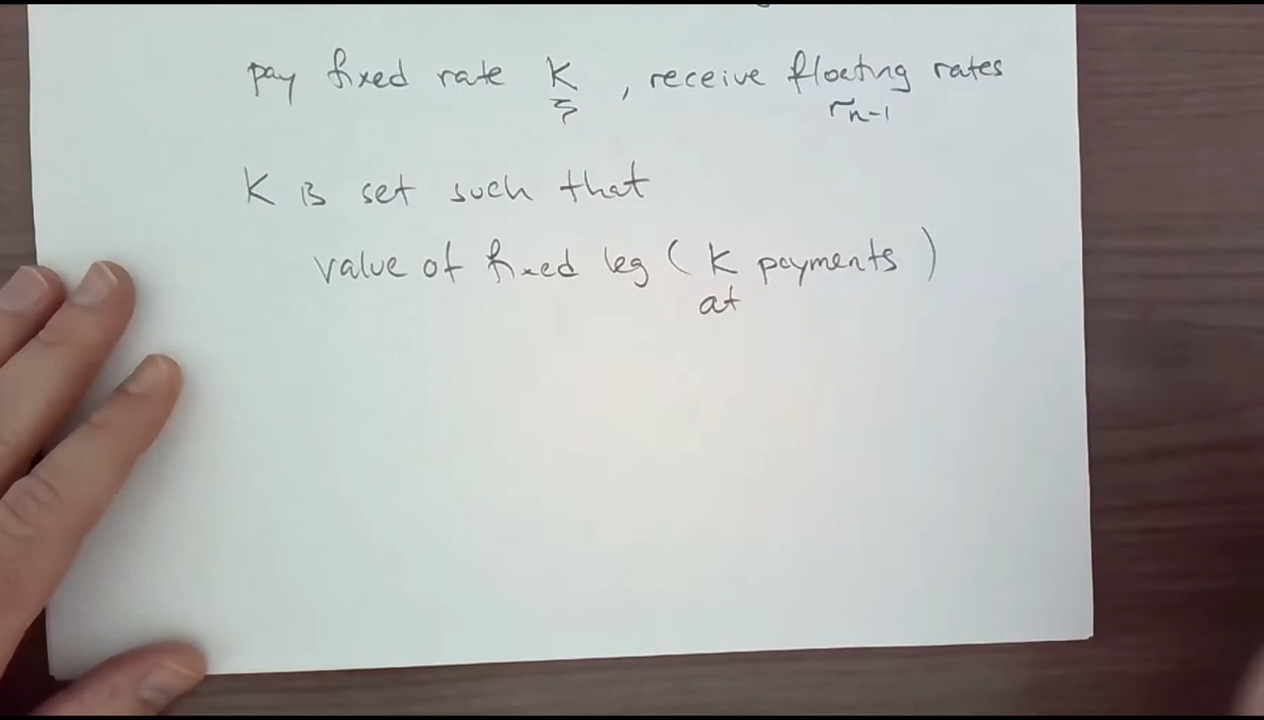 pay fixed rate K , receive floating rates
r_{n-1}
K is set such that
value of fixed leg ( K payments )
at